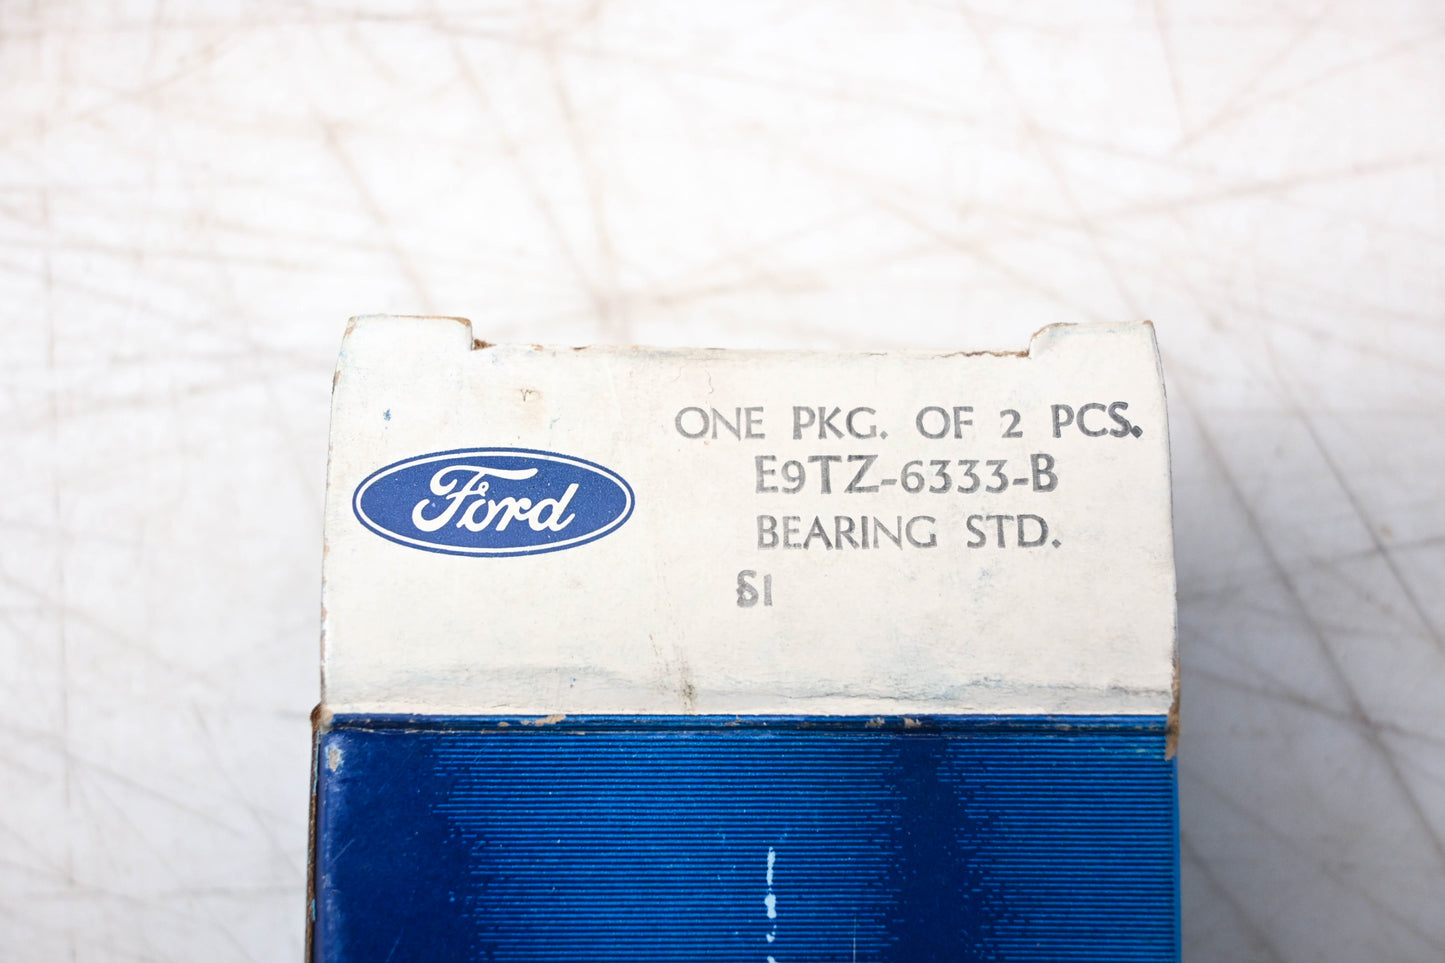 Ford
ONE PKG. OF 2 PCS.
E9TZ-6333-B
BEARING STD.